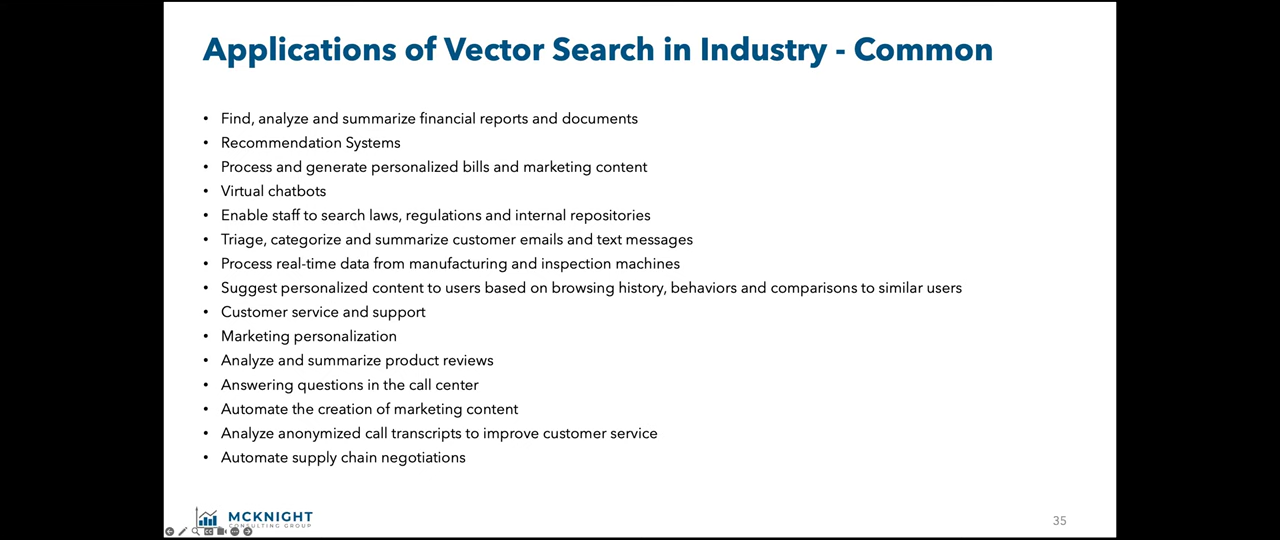 Applications of Vector Search in Industry - Common
• Find, analyze and summarize financial reports and documents
• Recommendation Systems
• Process and generate personalized bills and marketing content
• Virtual chatbots
• Enable staff to search laws, regulations and internal repositories
• Triage, categorize and summarize customer emails and text messages
• Process real-time data from manufacturing and inspection machines
• Suggest personalized content to users based on browsing history, behaviors and comparisons to similar users
• Customer service and support
• Marketing personalization
• Analyze and summarize product reviews
• Answering questions in the call center
• Automate the creation of marketing content
• Analyze anonymized call transcripts to improve customer service
• Automate supply chain negotiations
MCKNIGHT
CONSULTING GROUP
35